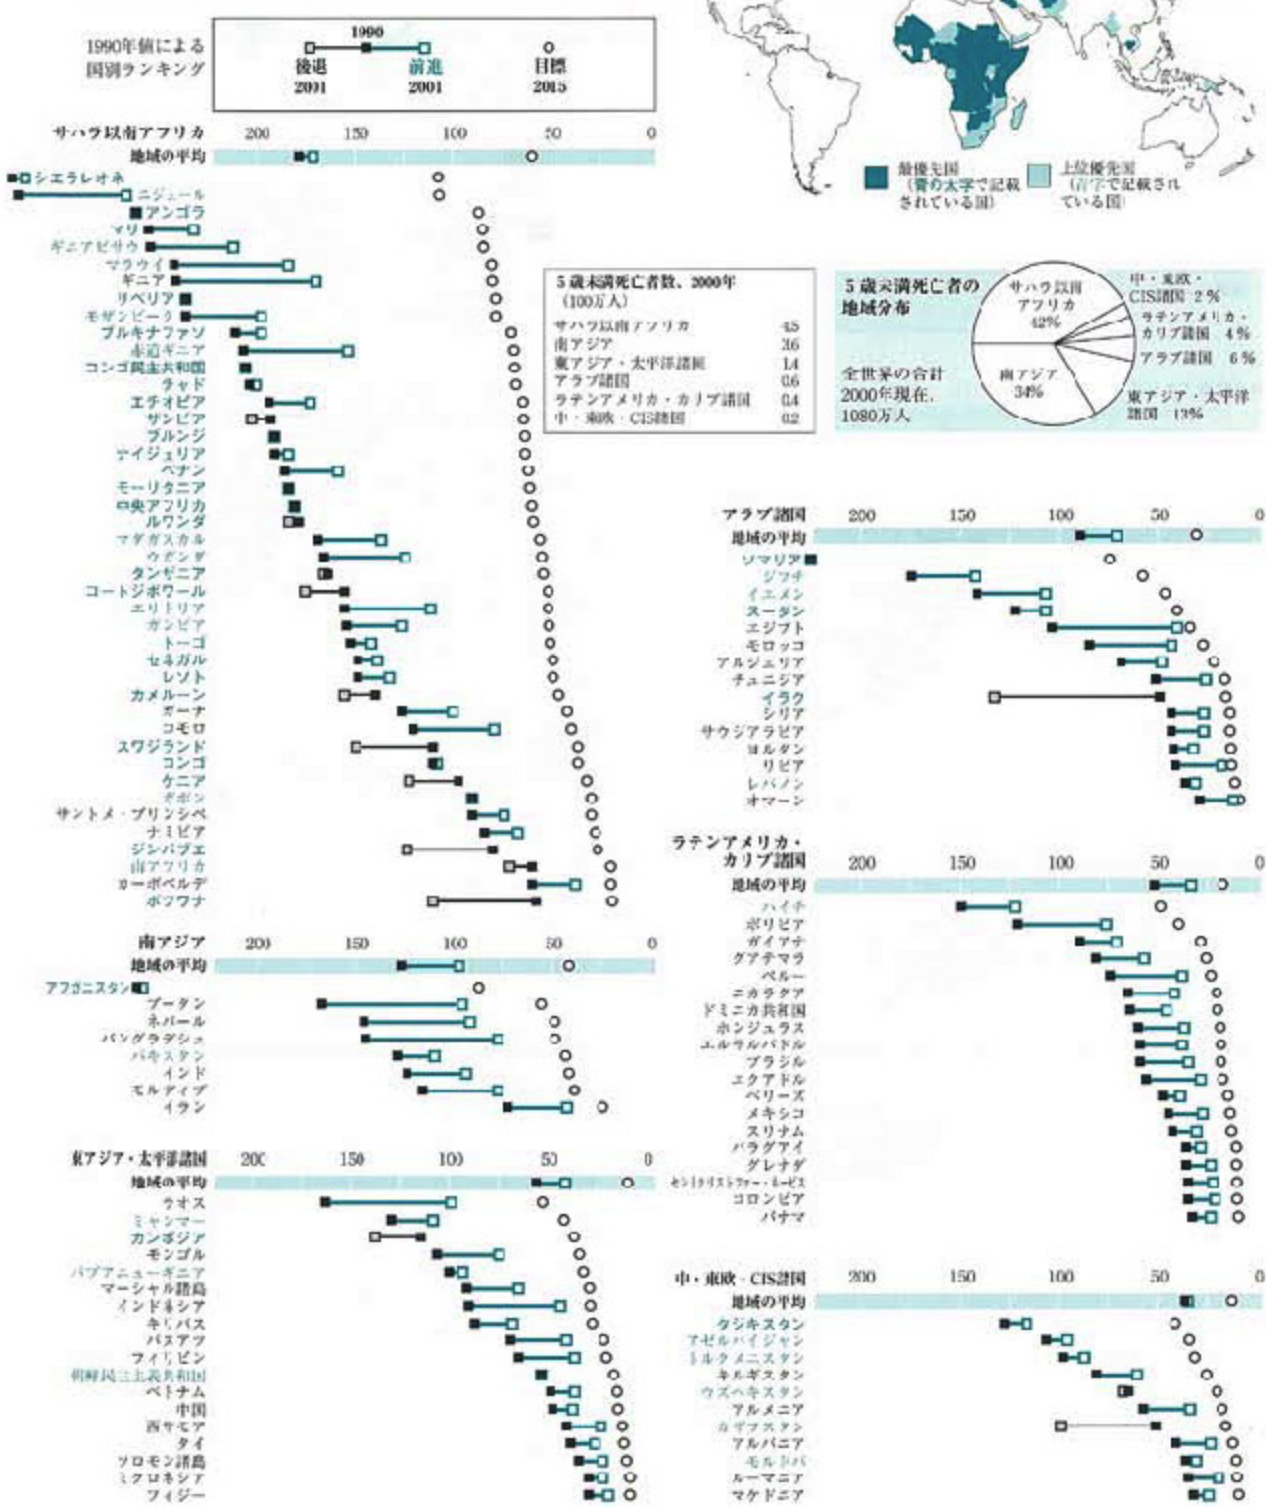 1990年値による
国別ランキング
1990
後退
2001
前進
2001
目標
2015
最優先国
(青の太字で記載
されている国)
上位優先国
(青字で記載され
ている国)
サハラ以南アフリカ 200 150 100 50 0
地域の平均
シエラレオネ
ニジェール
アンゴラ
マリ
ギニアビサウ
マラウイ
ギニア
リベリア
モザンビーク
ブルキナファソ
赤道ギニア
コンゴ民主共和国
チャド
エチオピア
ザンビア
ブルンジ
ナイジェリア
ベナン
モーリタニア
中央アフリカ
ルワンダ
マダガスカル
ウガンダ
タンザニア
コートジボワール
エリトリア
ガンビア
トーゴ
セネガル
レソト
カメルーン
ガーナ
コモロ
スワジランド
コンゴ
ケニア
ガボン
サントメ・プリンシペ
ナミビア
ジンバブエ
南アフリカ
カーボベルデ
ボツワナ
5歳未満死亡者数、2000年
(100万人)
サハラ以南アフリカ 4.5
南アジア 3.6
東アジア・太平洋諸国 1.4
アラブ諸国 0.6
ラテンアメリカ・カリブ諸国 0.4
中・東欧・CIS諸国 0.2
5歳未満死亡者の
地域分布
全世界の合計
2000年現在、
1080万人
サハラ以南
アフリカ
42%
中・東欧・
CIS諸国 2%
ラテンアメリカ・
カリブ諸国 4%
アラブ諸国 6%
東アジア・太平洋
諸国 13%
南アジア
34%
南アジア 200 150 100 50 0
地域の平均
アフガニスタン
ブータン
ネパール
バングラデシュ
パキスタン
インド
モルディブ
イラン
東アジア・太平洋諸国 200 150 100 50 0
地域の平均
ラオス
ミャンマー
カンボジア
モンゴル
パプアニューギニア
マーシャル諸島
インドネシア
キリバス
バヌアツ
フィリピン
朝鮮民主主義共和国
ベトナム
中国
西サモア
タイ
ソロモン諸島
ミクロネシア
フィジー
アラブ諸国 200 150 100 50 0
地域の平均
ソマリア
ジブチ
イエメン
スーダン
エジプト
モロッコ
アルジェリア
チュニジア
イラク
シリア
サウジアラビア
ヨルダン
リビア
レバノン
オマーン
ラテンアメリカ・
カリブ諸国 200 150 100 50 0
地域の平均
ハイチ
ボリビア
ガイアナ
グアテマラ
ペルー
ニカラグア
ドミニカ共和国
ホンジュラス
エルサルバドル
ブラジル
エクアドル
ベリーズ
メキシコ
スリナム
パラグアイ
グレナダ
セントクリストファー・ネービス
コロンビア
パナマ
中・東欧・CIS諸国 200 150 100 50 0
地域の平均
タジキスタン
アゼルバイジャン
トルクメニスタン
キルギスタン
ウズベキスタン
アルメニア
カザフスタン
アルバニア
モルドバ
ルーマニア
マケドニア